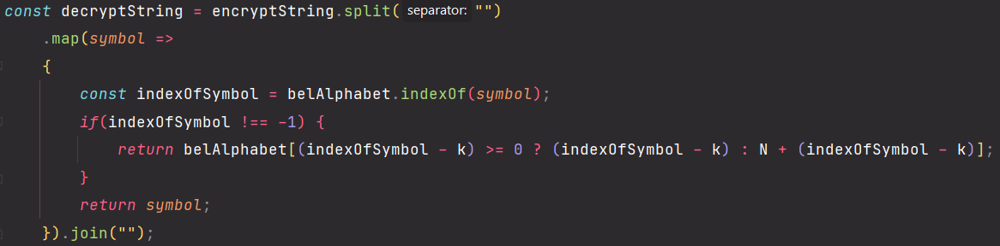 const decryptString = encryptString.split( separator: "")
    .map(symbol =>
    {
        const indexOfSymbol = belAlphabet.indexOf(symbol);
        if(indexOfSymbol !== -1) {
            return belAlphabet[(indexOfSymbol - k) >= 0 ? (indexOfSymbol - k) : N + (indexOfSymbol - k)];
        }
        return symbol;
    }).join("");